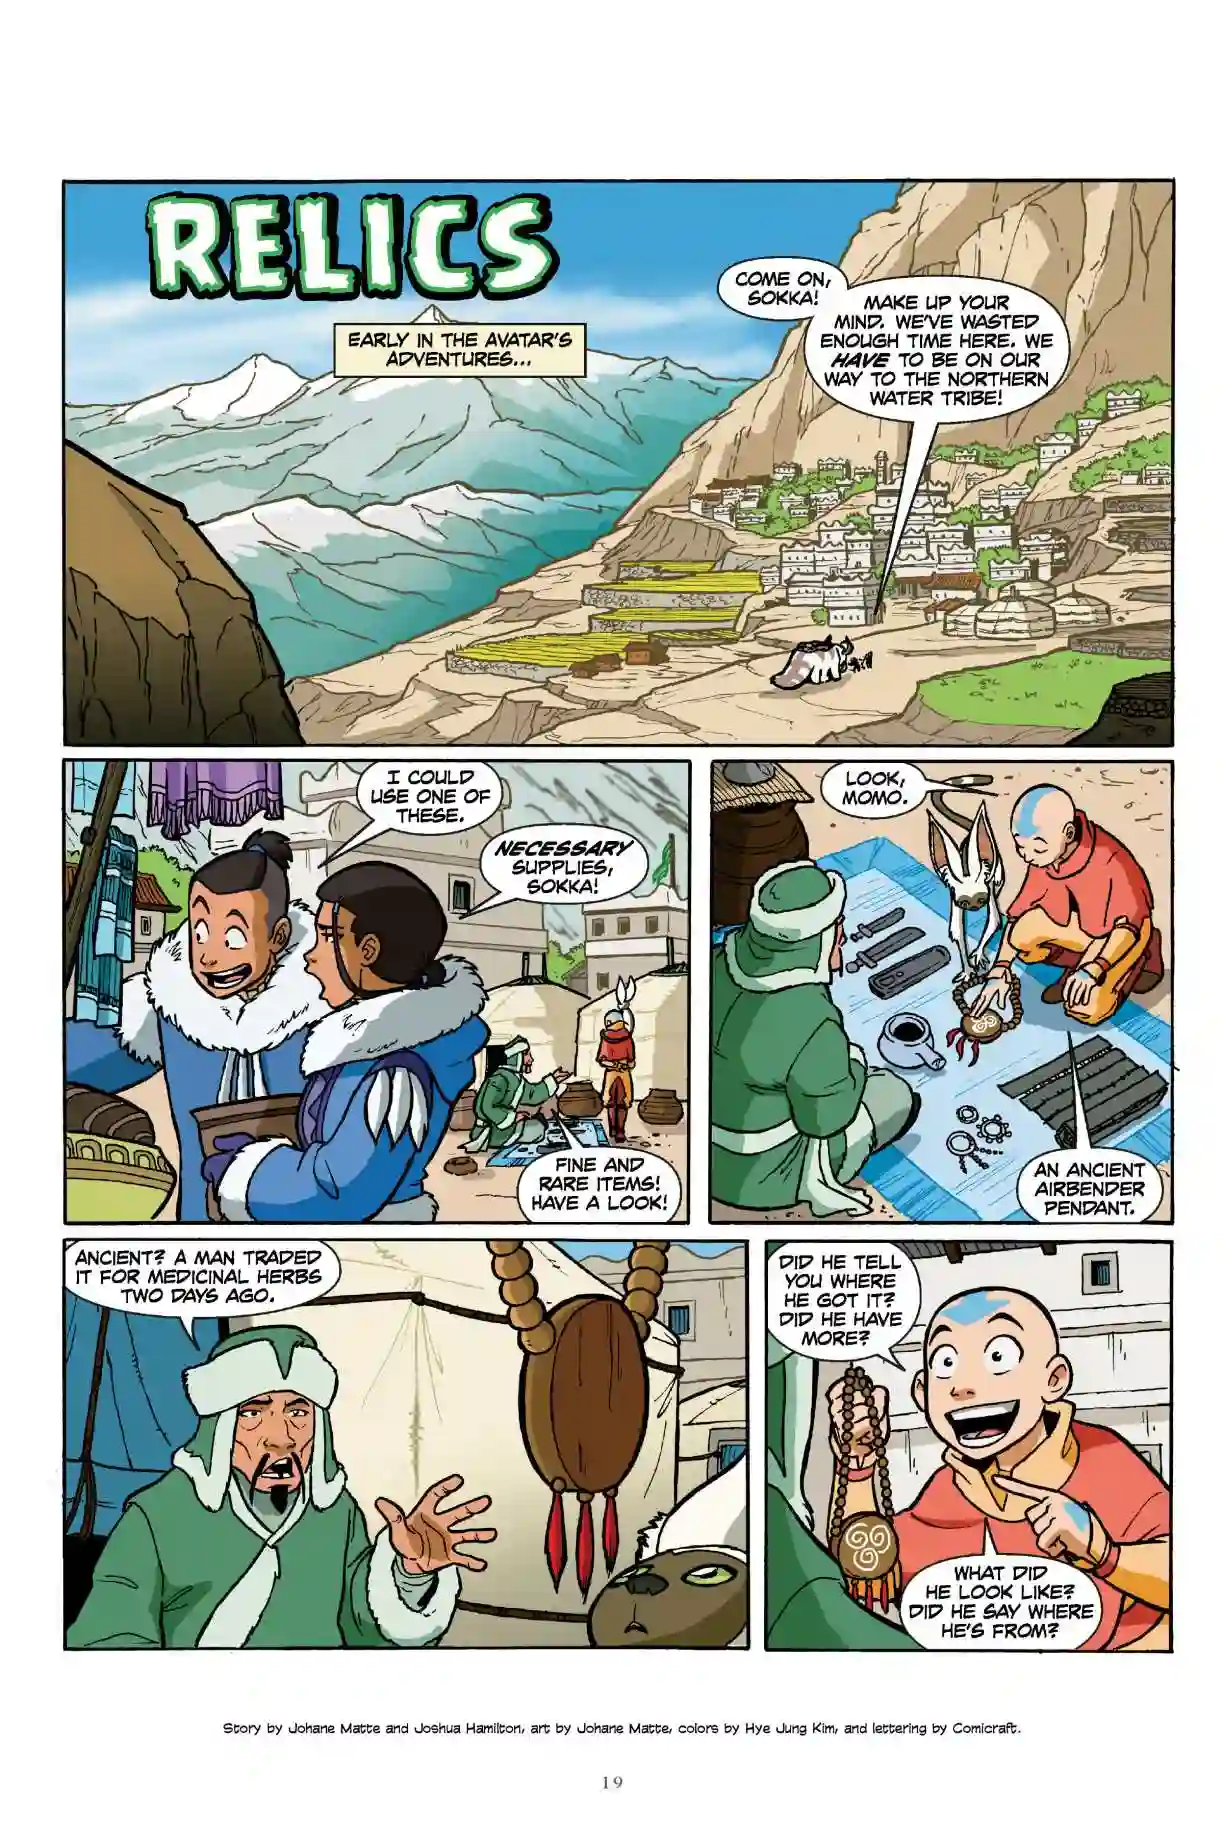 RELICS
EARLY IN THE AVATAR'S
ADVENTURES...
COME ON,
SOKKA!
MAKE UP YOUR
MIND. WE'VE WASTED
ENOUGH TIME HERE. WE
HAVE TO BE ON OUR
WAY TO THE NORTHERN
WATER TRIBE!
I COULD
USE ONE OF
THESE.
NECESSARY
SUPPLIES,
SOKKA!
FINE AND
RARE ITEMS!
HAVE A LOOK!
LOOK,
MOMO.
AN ANCIENT
AIRBENDER
PENDANT.
ANCIENT? A MAN TRADED
IT FOR MEDICINAL HERBS
TWO DAYS AGO.
DID HE TELL
YOU WHERE
HE GOT IT?
DID HE HAVE
MORE?
WHAT DID
HE LOOK LIKE?
DID HE SAY WHERE
HE'S FROM?
Story by Johane Matte and Joshua Hamilton, art by Johane Matte, colors by Hye Jung Kim, and lettering by Comicraft.
19